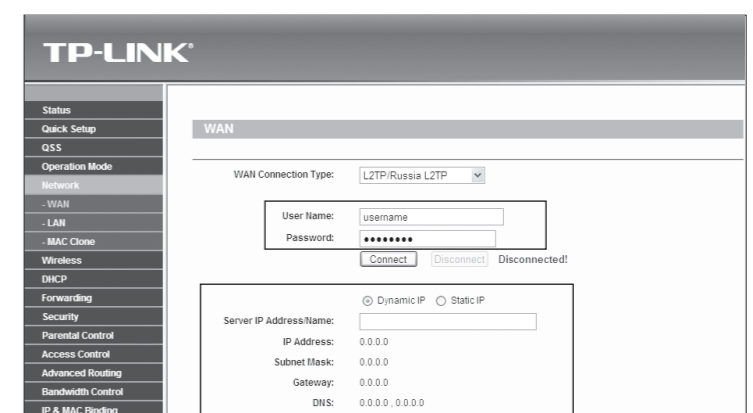 TP-LINK®
Status
Quick Setup
QSS
Operation Mode
Network
- WAN
- LAN
- MAC Clone
Wireless
DHCP
Forwarding
Security
Parental Control
Access Control
Advanced Routing
Bandwidth Control
IP & MAC Binding
WAN
WAN Connection Type: L2TP/Russia L2TP
User Name: username
Password: ••••••••
Connect Disconnect Disconnected!
Dynamic IP Static IP
Server IP Address/Name:
IP Address: 0.0.0.0
Subnet Mask: 0.0.0.0
Gateway: 0.0.0.0
DNS: 0.0.0.0 , 0.0.0.0